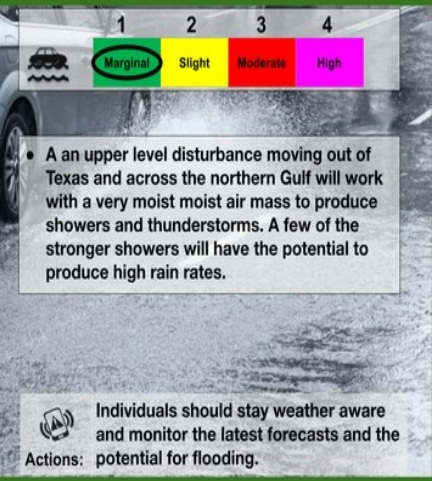 1 2 3 4
Marginal Slight Moderate High
• A an upper level disturbance moving out of
Texas and across the northern Gulf will work
with a very moist moist air mass to produce
showers and thunderstorms. A few of the
stronger showers will have the potential to
produce high rain rates.
Individuals should stay weather aware
and monitor the latest forecasts and the
Actions: potential for flooding.